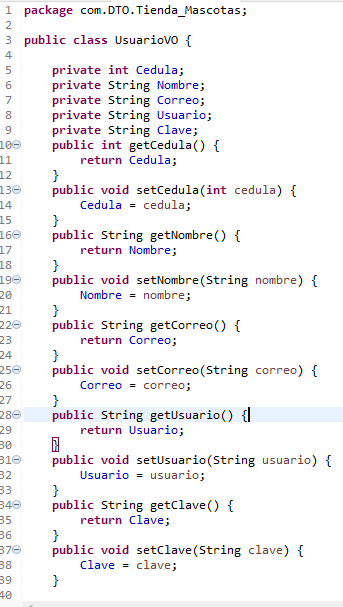 1 package com.DTO.Tienda_Mascotas;
2
3 public class UsuarioVO {
4
5     private int Cedula;
6     private String Nombre;
7     private String Correo;
8     private String Usuario;
9     private String Clave;
10     public int getCedula() {
11         return Cedula;
12     }
13     public void setCedula(int cedula) {
14         Cedula = cedula;
15     }
16     public String getNombre() {
17         return Nombre;
18     }
19     public void setNombre(String nombre) {
20         Nombre = nombre;
21     }
22     public String getCorreo() {
23         return Correo;
24     }
25     public void setCorreo(String correo) {
26         Correo = correo;
27     }
28     public String getUsuario() {
29         return Usuario;
30     }
31     public void setUsuario(String usuario) {
32         Usuario = usuario;
33     }
34     public String getClave() {
35         return Clave;
36     }
37     public void setClave(String clave) {
38         Clave = clave;
39     }
40